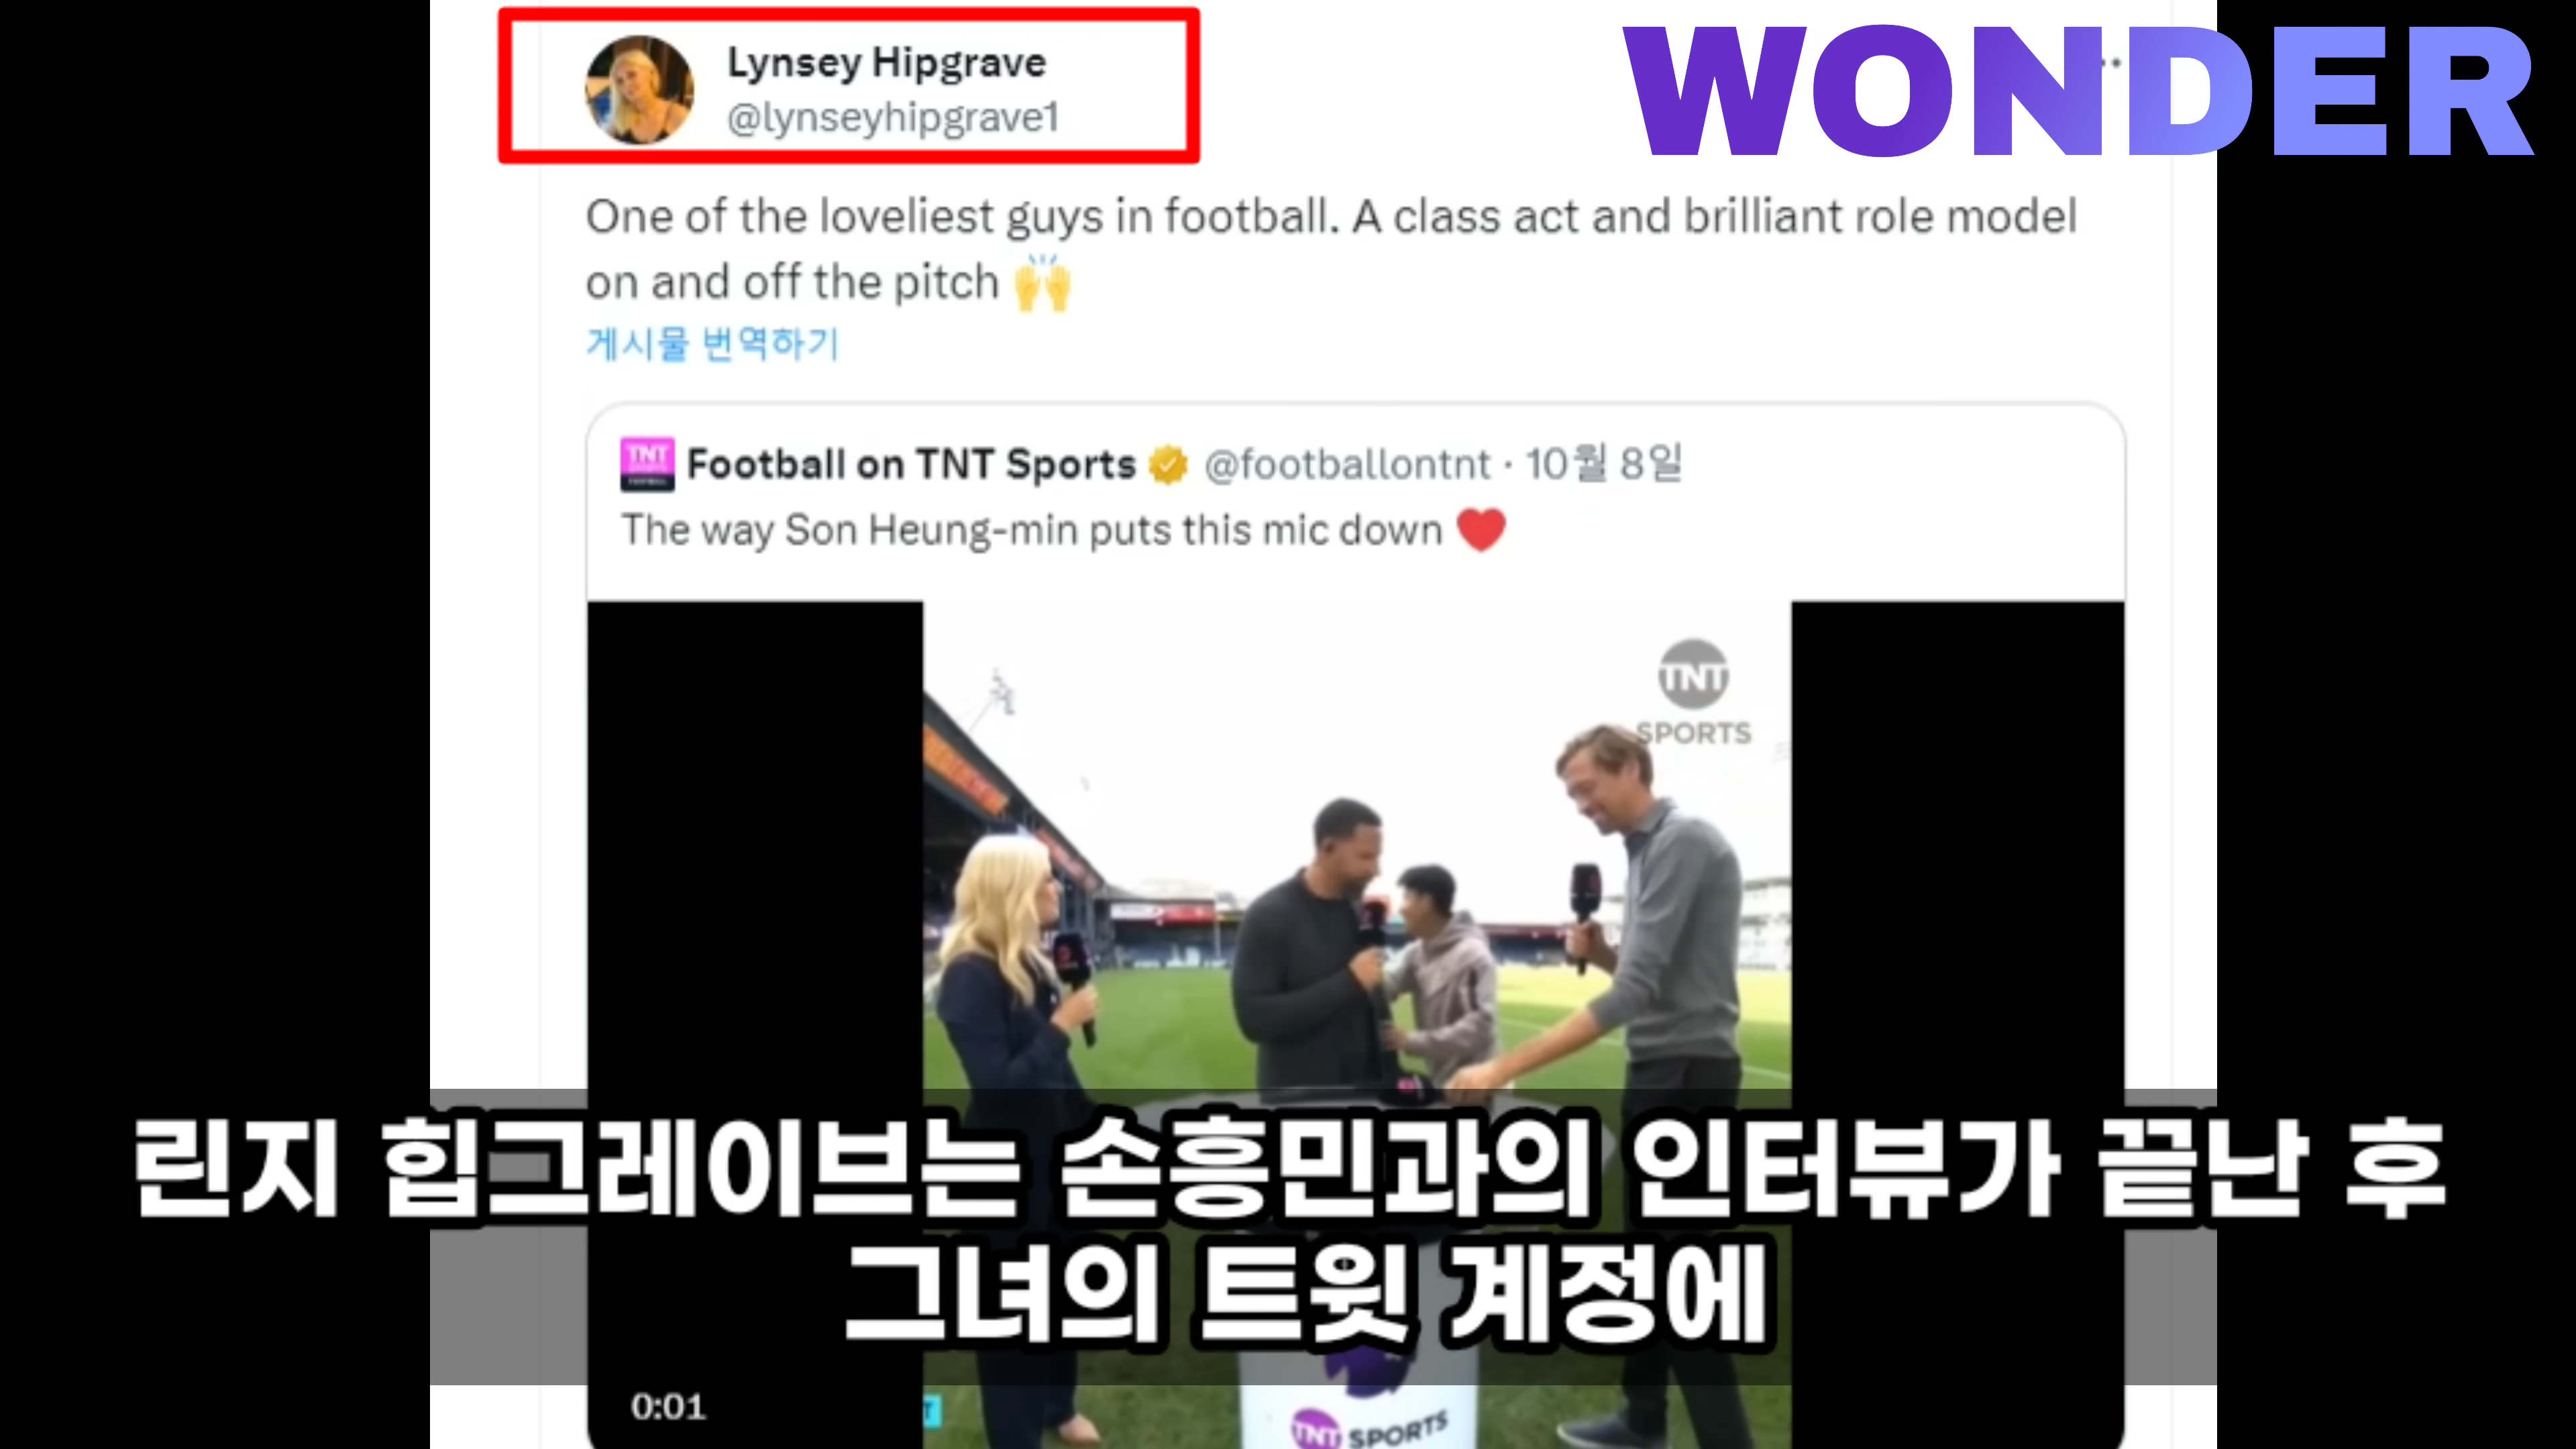 WONDER
Lynsey Hipgrave
@lynseyhipgrave1
One of the loveliest guys in football. A class act and brilliant role model
on and off the pitch 🙌
게시물 번역하기
TNT
Football on TNT Sports @footballontnt · 10월 8일
The way Son Heung-min puts this mic down ❤️
TNT
SPORTS
린지 힙그레이브는 손흥민과의 인터뷰가 끝난 후
그녀의 트윗 계정에
0:01
TNT SPORTS